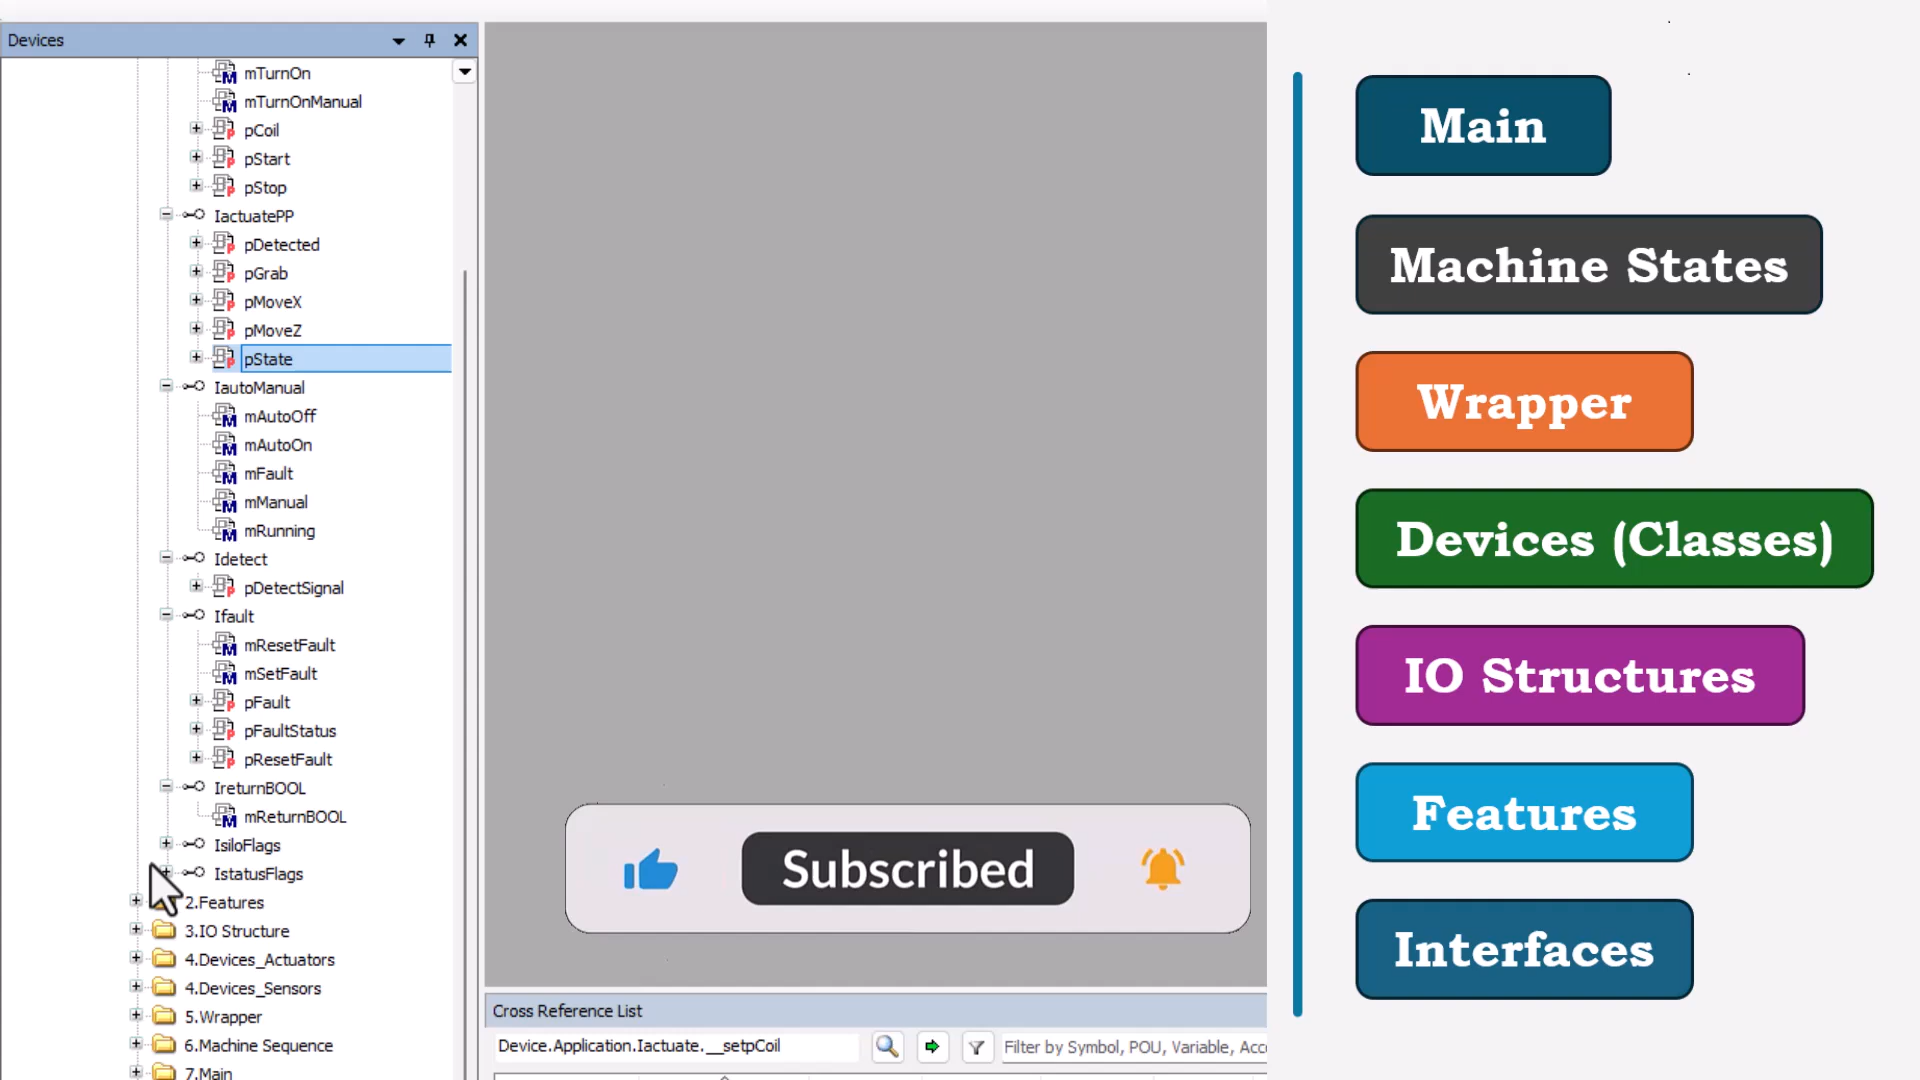 Devices
mTurnOn
mTurnOnManual
pCoil
pStart
pStop
IactuatePP
pDetected
pGrab
pMoveX
pMoveZ
pState
IautoManual
mAutoOff
mAutoOn
mFault
mManual
mRunning
Idetect
pDetectSignal
Ifault
mResetFault
mSetFault
pFault
pFaultStatus
pResetFault
IreturnBOOL
mReturnBOOL
IsiloFlags
IstatusFlags
2.Features
3.IO Structure
4.Devices_Actuators
4.Devices_Sensors
5.Wrapper
6.Machine Sequence
7.Main
Subscribed
Cross Reference List
Device.Application.Iactuate.__setpCoil
Filter by Symbol, POU, Variable, Acc
Main
Machine States
Wrapper
Devices (Classes)
IO Structures
Features
Interfaces